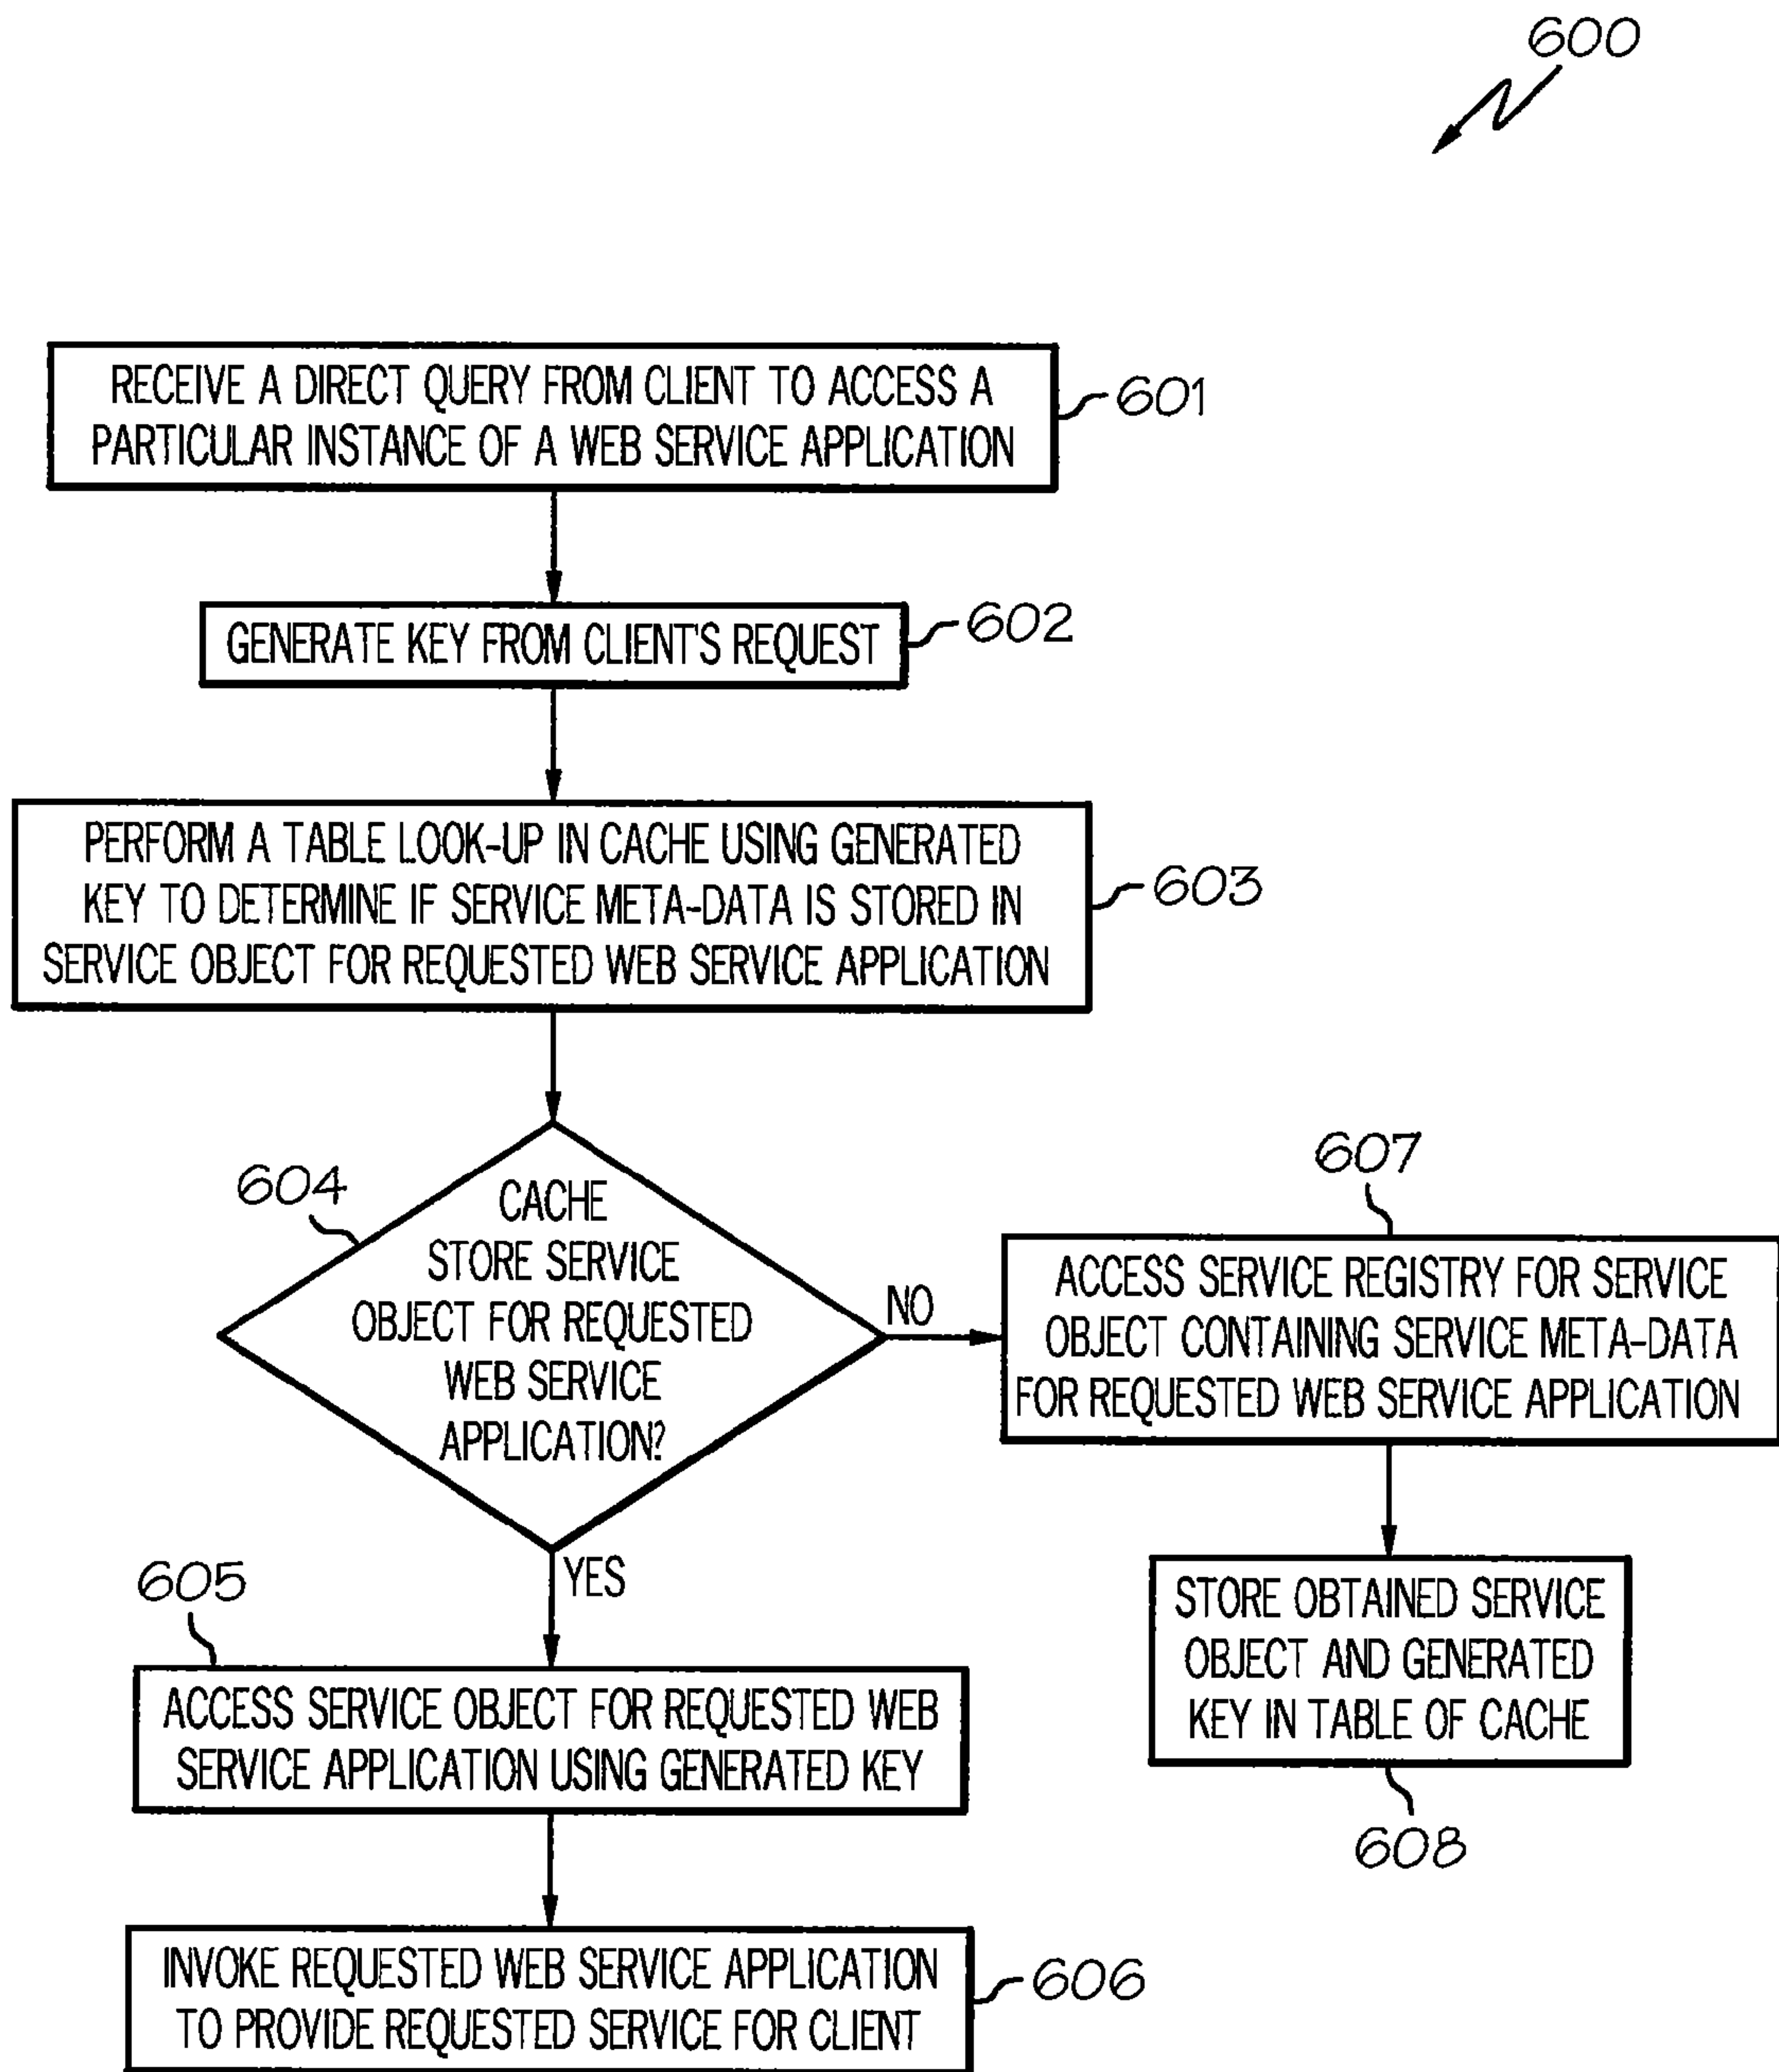 600
RECEIVE A DIRECT QUERY FROM CLIENT TO ACCESS A
PARTICULAR INSTANCE OF A WEB SERVICE APPLICATION
601
GENERATE KEY FROM CLIENT'S REQUEST
602
PERFORM A TABLE LOOK-UP IN CACHE USING GENERATED
KEY TO DETERMINE IF SERVICE META-DATA IS STORED IN
SERVICE OBJECT FOR REQUESTED WEB SERVICE APPLICATION
603
604
CACHE
STORE SERVICE
OBJECT FOR REQUESTED
WEB SERVICE
APPLICATION?
NO
607
ACCESS SERVICE REGISTRY FOR SERVICE
OBJECT CONTAINING SERVICE META-DATA
FOR REQUESTED WEB SERVICE APPLICATION
YES
605
ACCESS SERVICE OBJECT FOR REQUESTED WEB
SERVICE APPLICATION USING GENERATED KEY
STORE OBTAINED SERVICE
OBJECT AND GENERATED
KEY IN TABLE OF CACHE
608
INVOKE REQUESTED WEB SERVICE APPLICATION
TO PROVIDE REQUESTED SERVICE FOR CLIENT
606